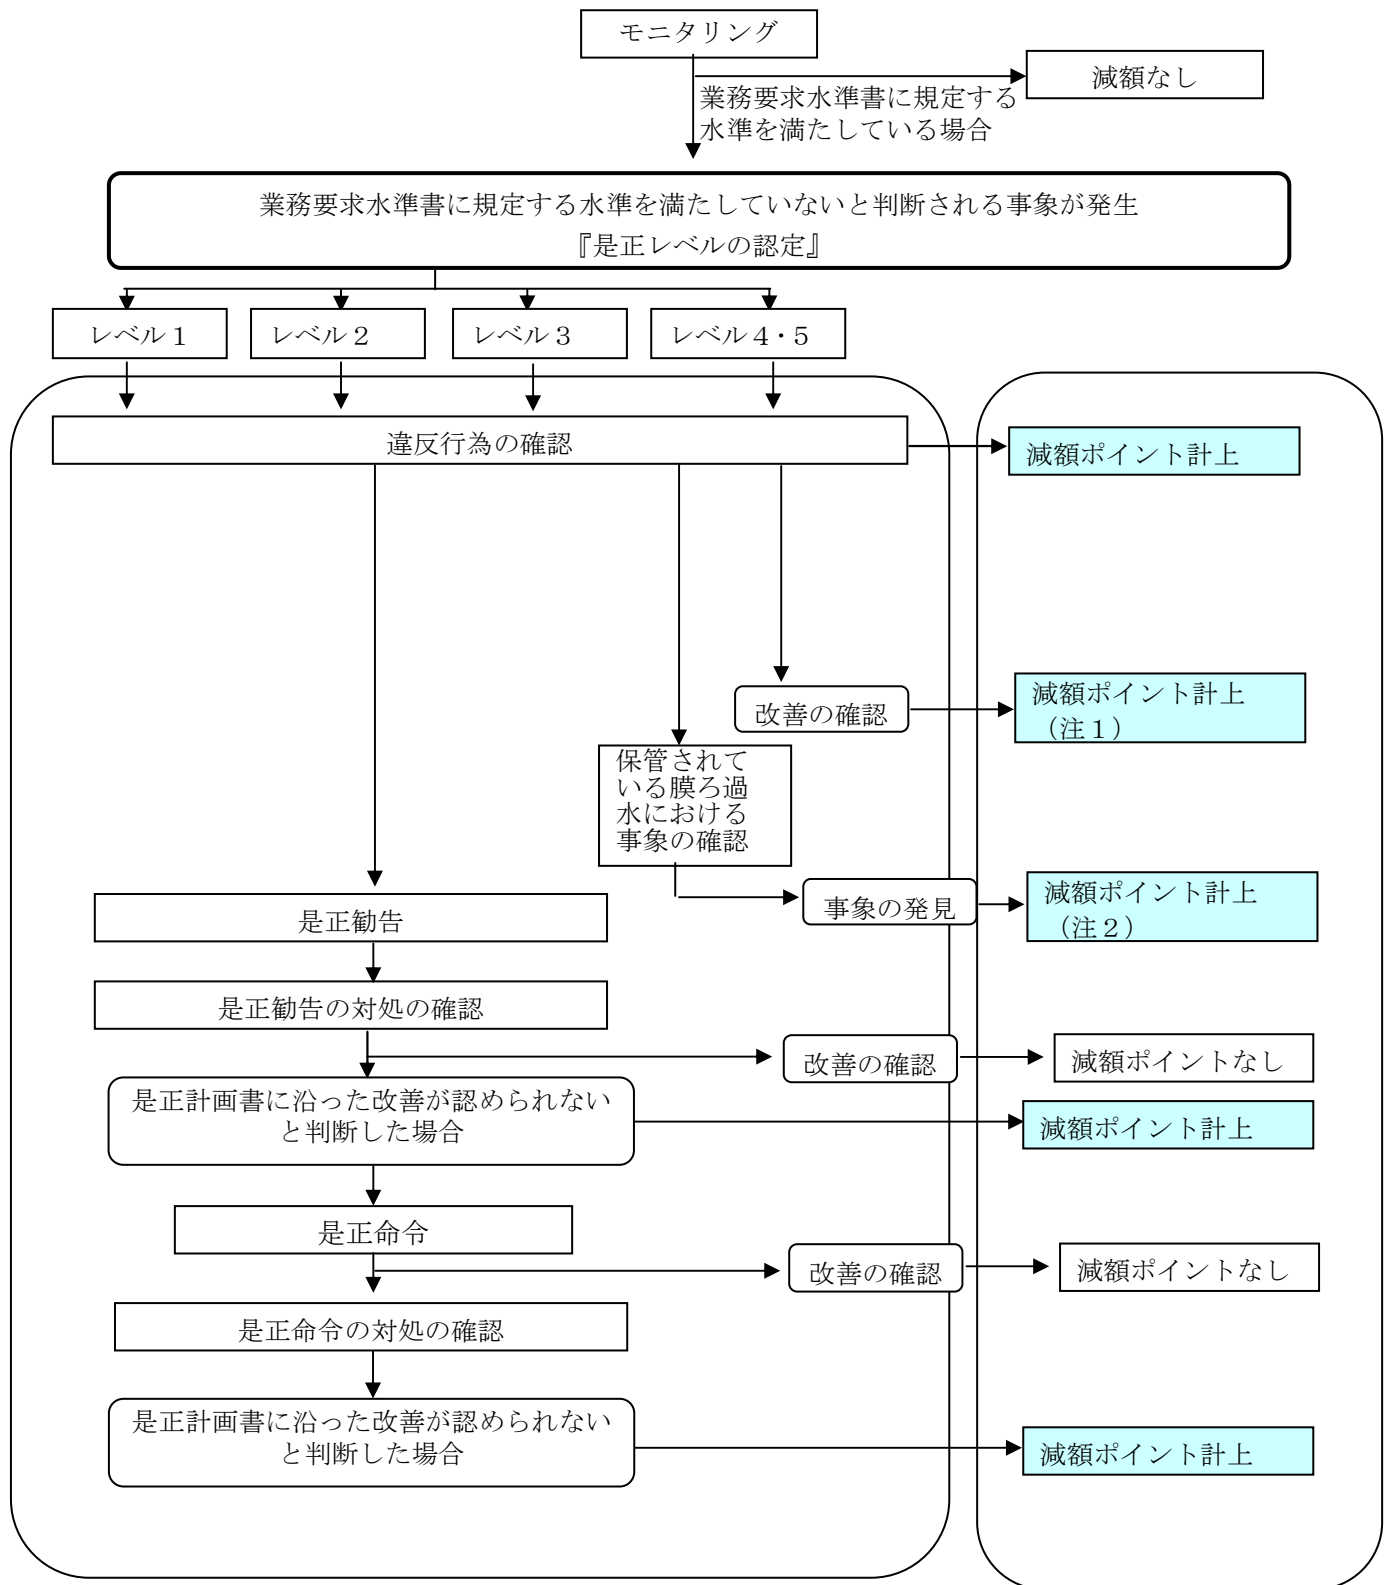 モニタリング
減額なし
業務要求水準書に規定する
水準を満たしている場合
業務要求水準書に規定する水準を満たしていないと判断される事象が発生
『是正レベルの認定』
レベル１
レベル２
レベル３
レベル４・５
違反行為の確認
減額ポイント計上
改善の確認
減額ポイント計上
（注１）
保管されて
いる膜ろ過
水における
事象の確認
事象の発見
減額ポイント計上
（注２）
是正勧告
是正勧告の対処の確認
改善の確認
減額ポイントなし
是正計画書に沿った改善が認められない
と判断した場合
減額ポイント計上
是正命令
改善の確認
減額ポイントなし
是正命令の対処の確認
是正計画書に沿った改善が認められない
と判断した場合
減額ポイント計上